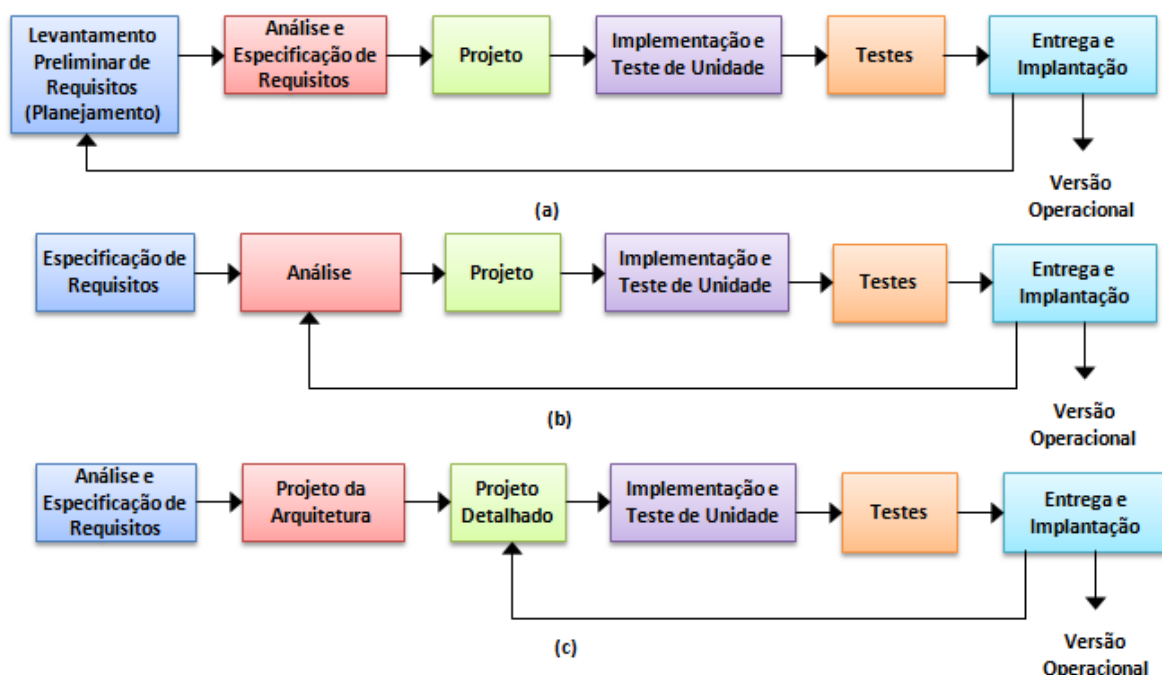 Levantamento
Preliminar de
Requisitos
(Planejamento)
Análise e
Especificação de
Requisitos
Projeto
Implementação e
Teste de Unidade
Testes
Entrega e
Implantação
Versão
Operacional
(a)
Especificação de
Requisitos
Análise
Projeto
Implementação e
Teste de Unidade
Testes
Entrega e
Implantação
Versão
Operacional
(b)
Análise e
Especificação de
Requisitos
Projeto da
Arquitetura
Projeto
Detalhado
Implementação e
Teste de Unidade
Testes
Entrega e
Implantação
Versão
Operacional
(c)